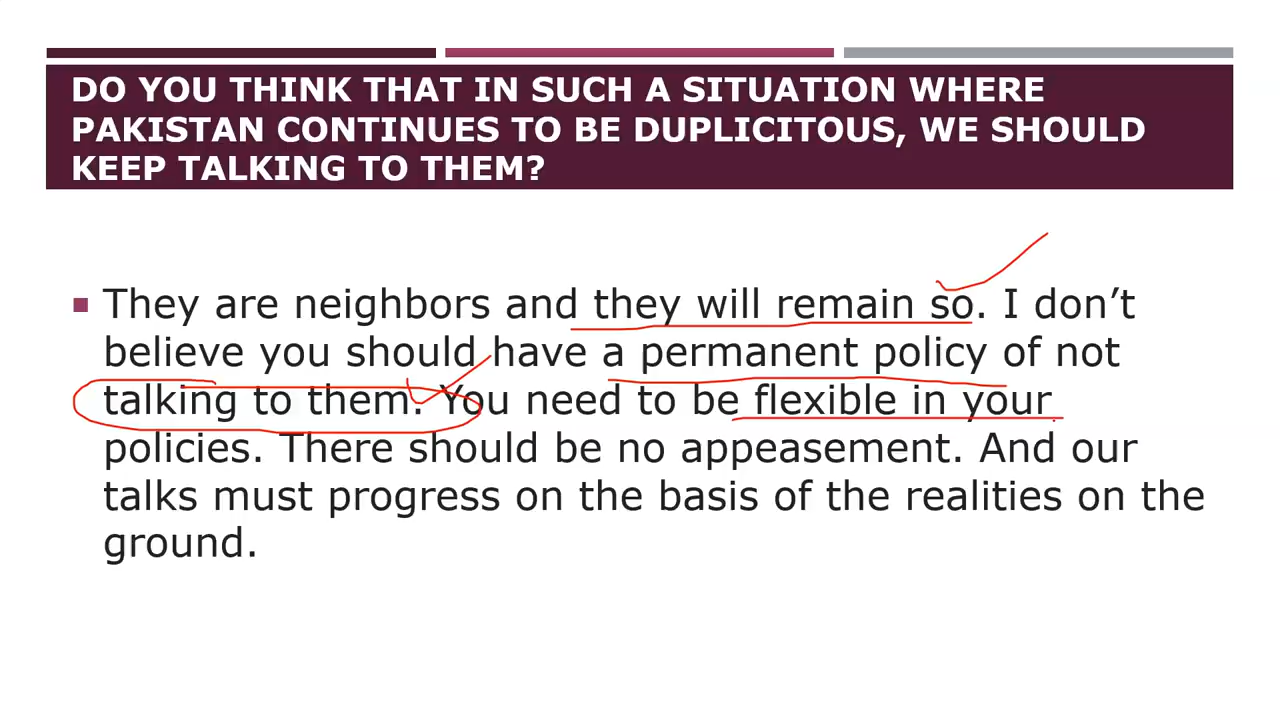 DO YOU THINK THAT IN SUCH A SITUATION WHERE
PAKISTAN CONTINUES TO BE DUPLICITOUS, WE SHOULD
KEEP TALKING TO THEM?
They are neighbors and they will remain so. I don’t
believe you should have a permanent policy of not
talking to them. You need to be flexible in your
policies. There should be no appeasement. And our
talks must progress on the basis of the realities on the
ground.